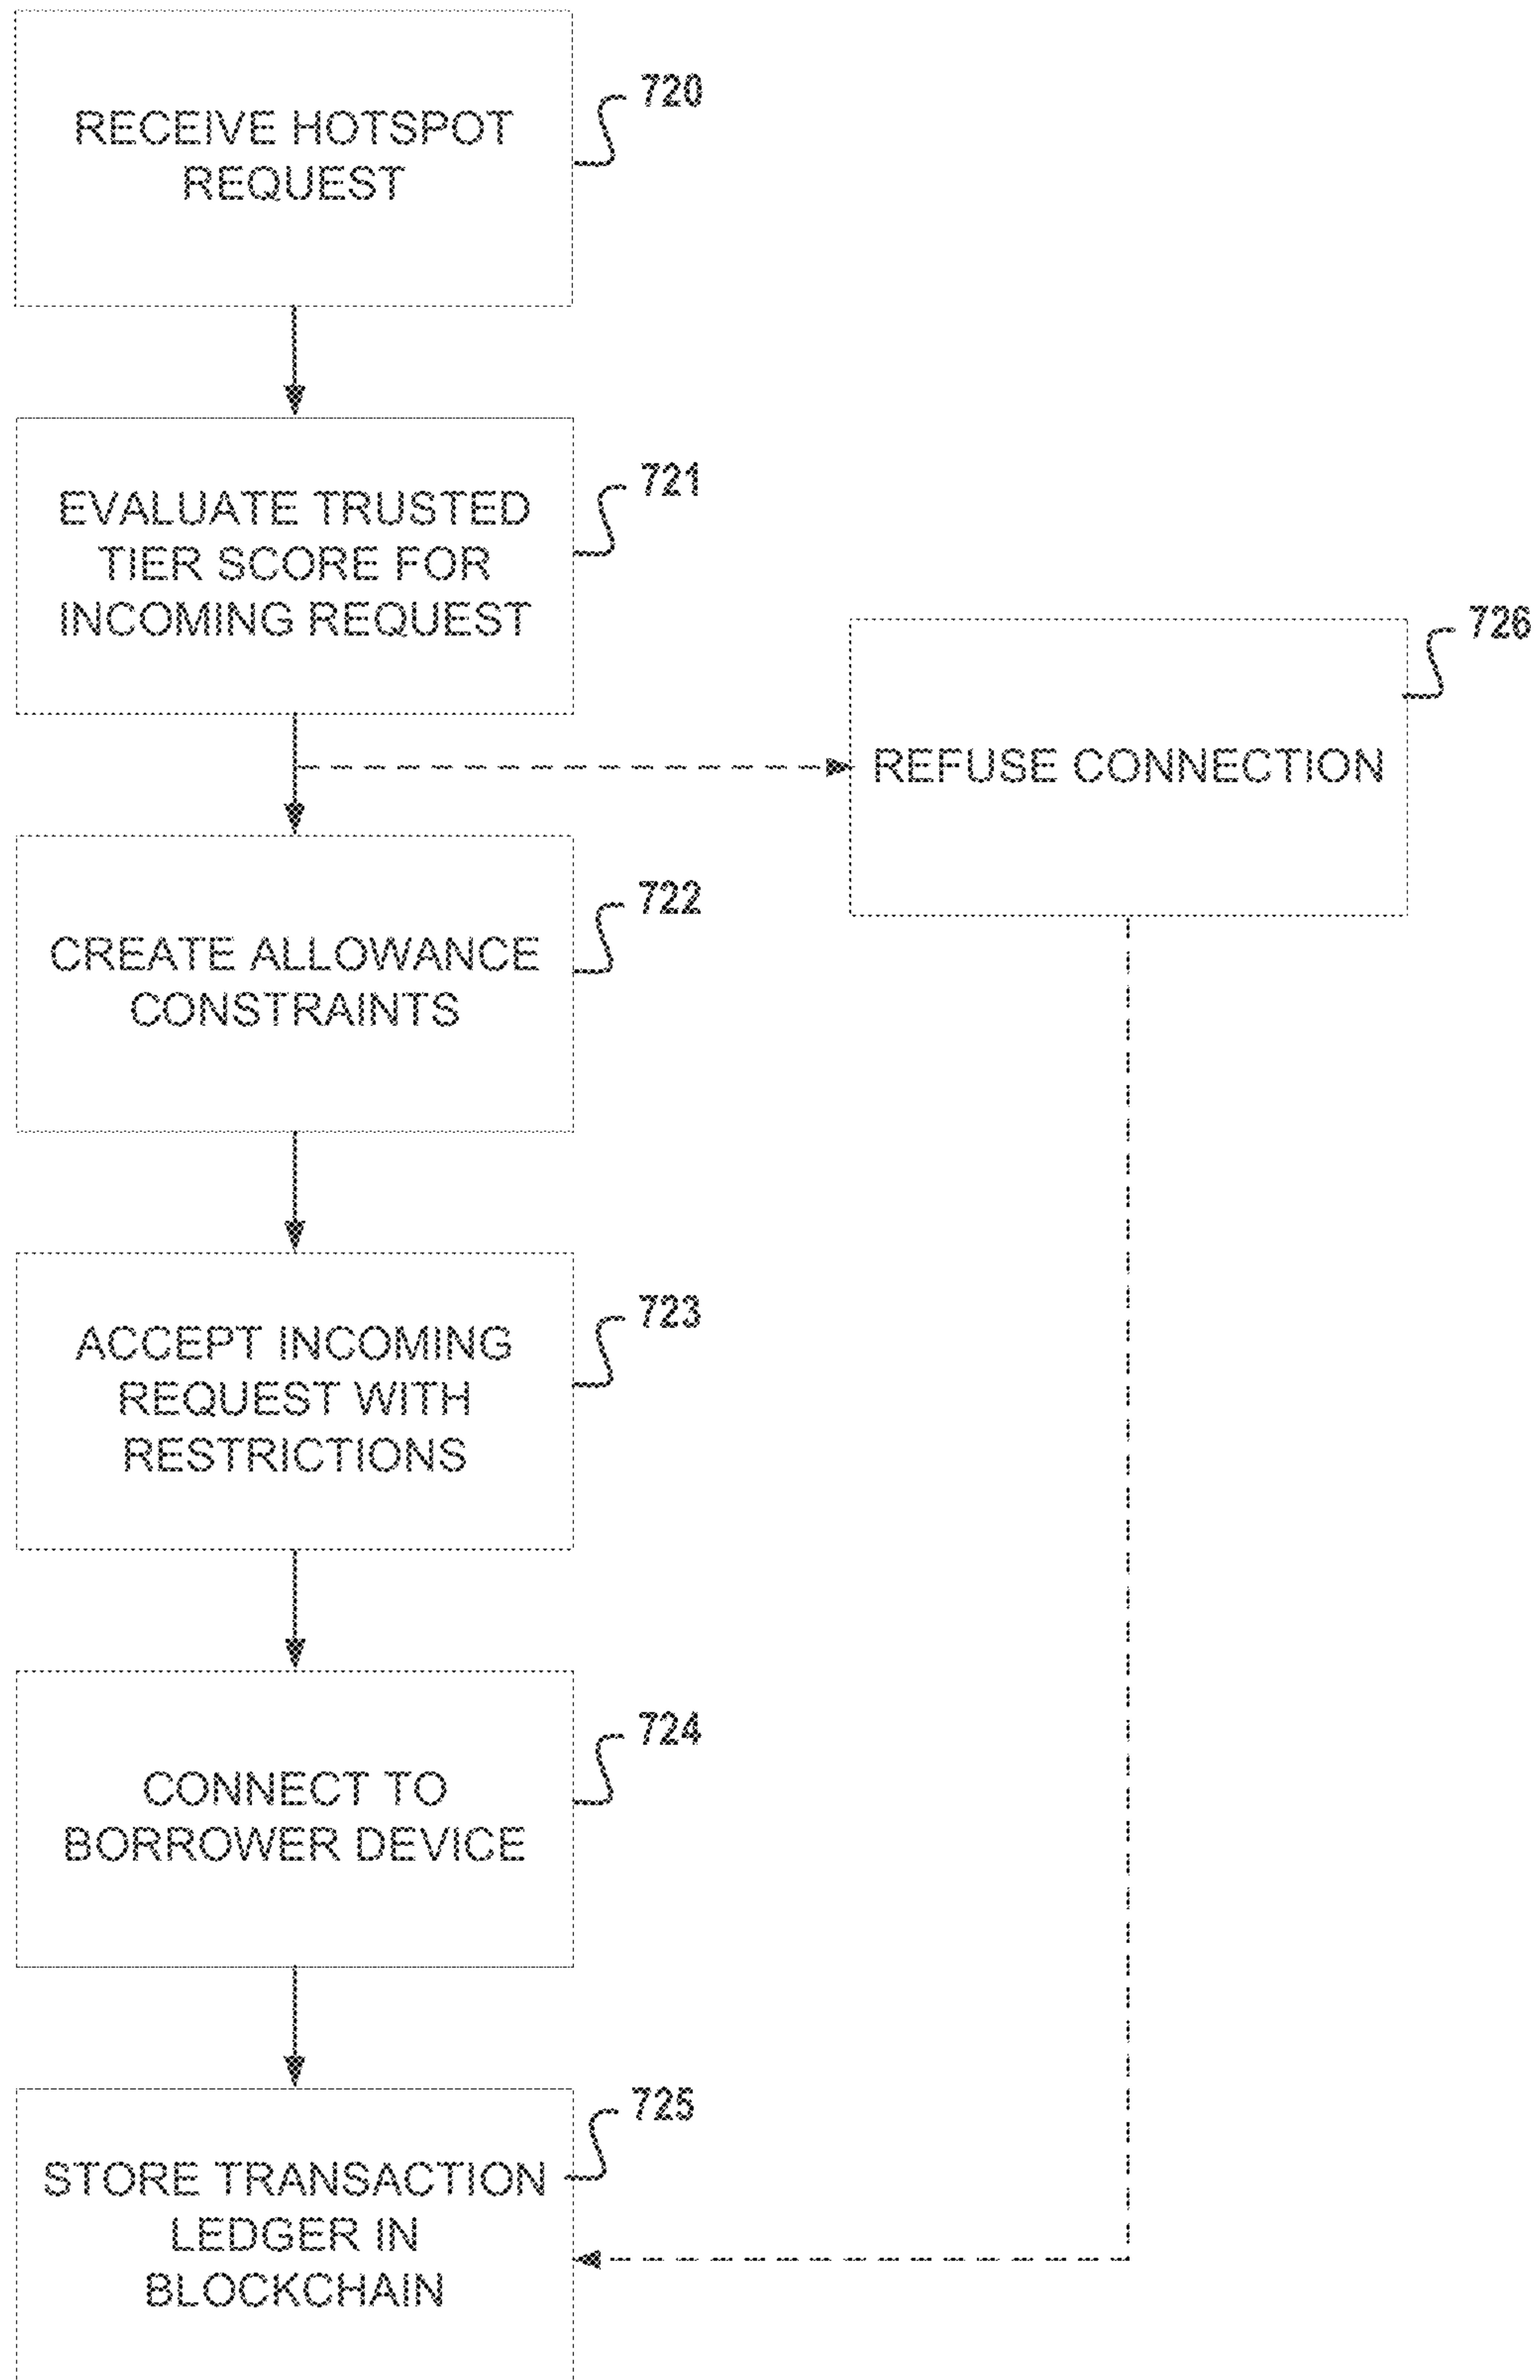 RECEIVE HOTSPOT
REQUEST
720
EVALUATE TRUSTED
TIER SCORE FOR
INCOMING REQUEST
721
REFUSE CONNECTION
726
CREATE ALLOWANCE
CONSTRAINTS
722
ACCEPT INCOMING
REQUEST WITH
RESTRICTIONS
723
CONNECT TO
BORROWER DEVICE
724
STORE TRANSACTION
LEDGER IN
BLOCKCHAIN
725